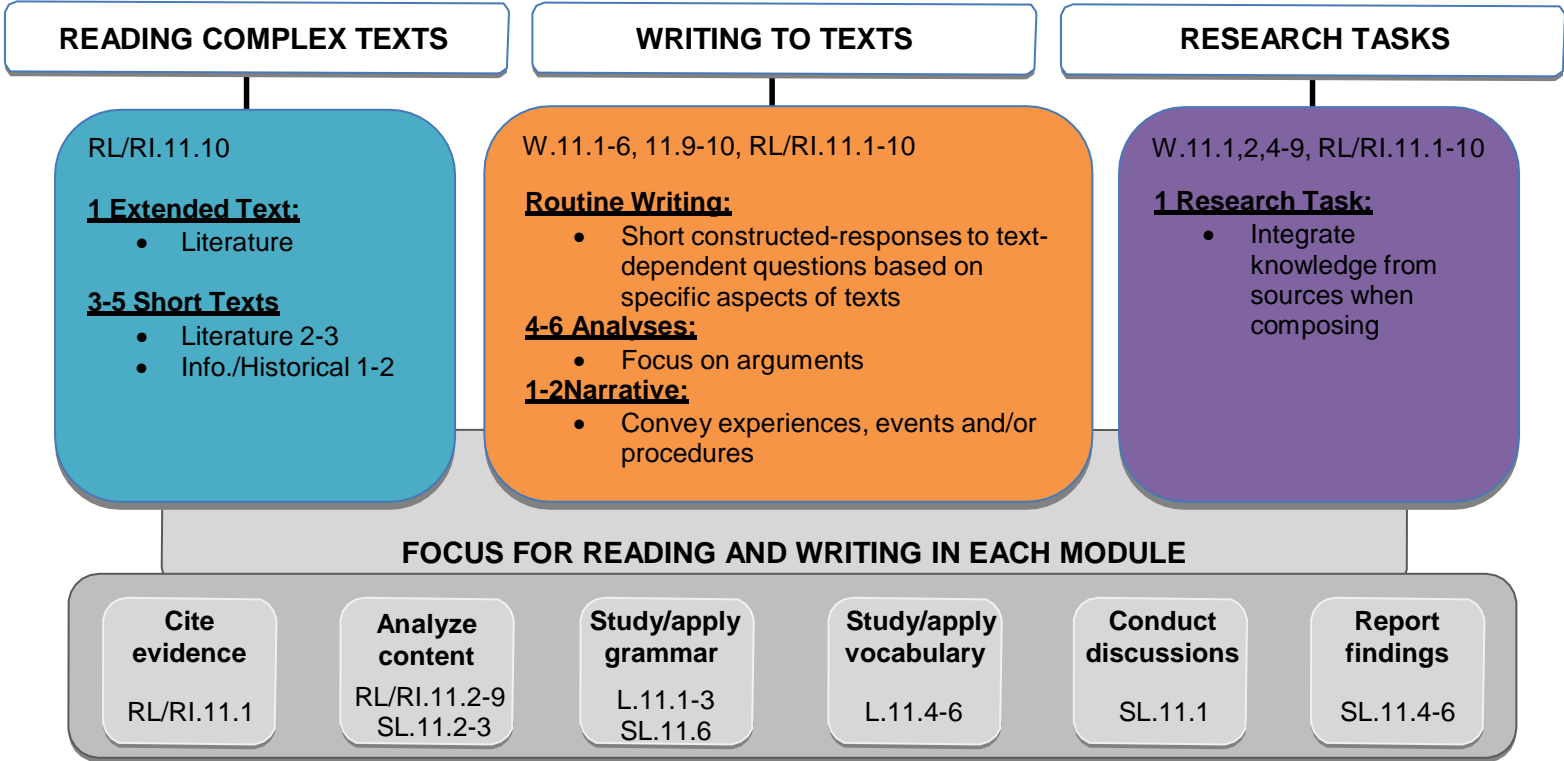 READING COMPLEX TEXTS
WRITING TO TEXTS
RESEARCH TASKS
RL/RI.11.10
1 Extended Text:
• Literature
3-5 Short Texts
• Literature 2-3
• Info./Historical 1-2
W.11.1-6, 11.9-10, RL/RI.11.1-10
Routine Writing:
• Short constructed-responses to text-
dependent questions based on
specific aspects of texts
4-6 Analyses:
• Focus on arguments
1-2Narrative:
• Convey experiences, events and/or
procedures
W.11.1,2,4-9, RL/RI.11.1-10
1 Research Task:
• Integrate
knowledge from
sources when
composing
FOCUS FOR READING AND WRITING IN EACH MODULE
Cite
evidence
RL/RI.11.1
Analyze
content
RL/RI.11.2-9
SL.11.2-3
Study/apply
grammar
L.11.1-3
SL.11.6
Study/apply
vocabulary
L.11.4-6
Conduct
discussions
SL.11.1
Report
findings
SL.11.4-6